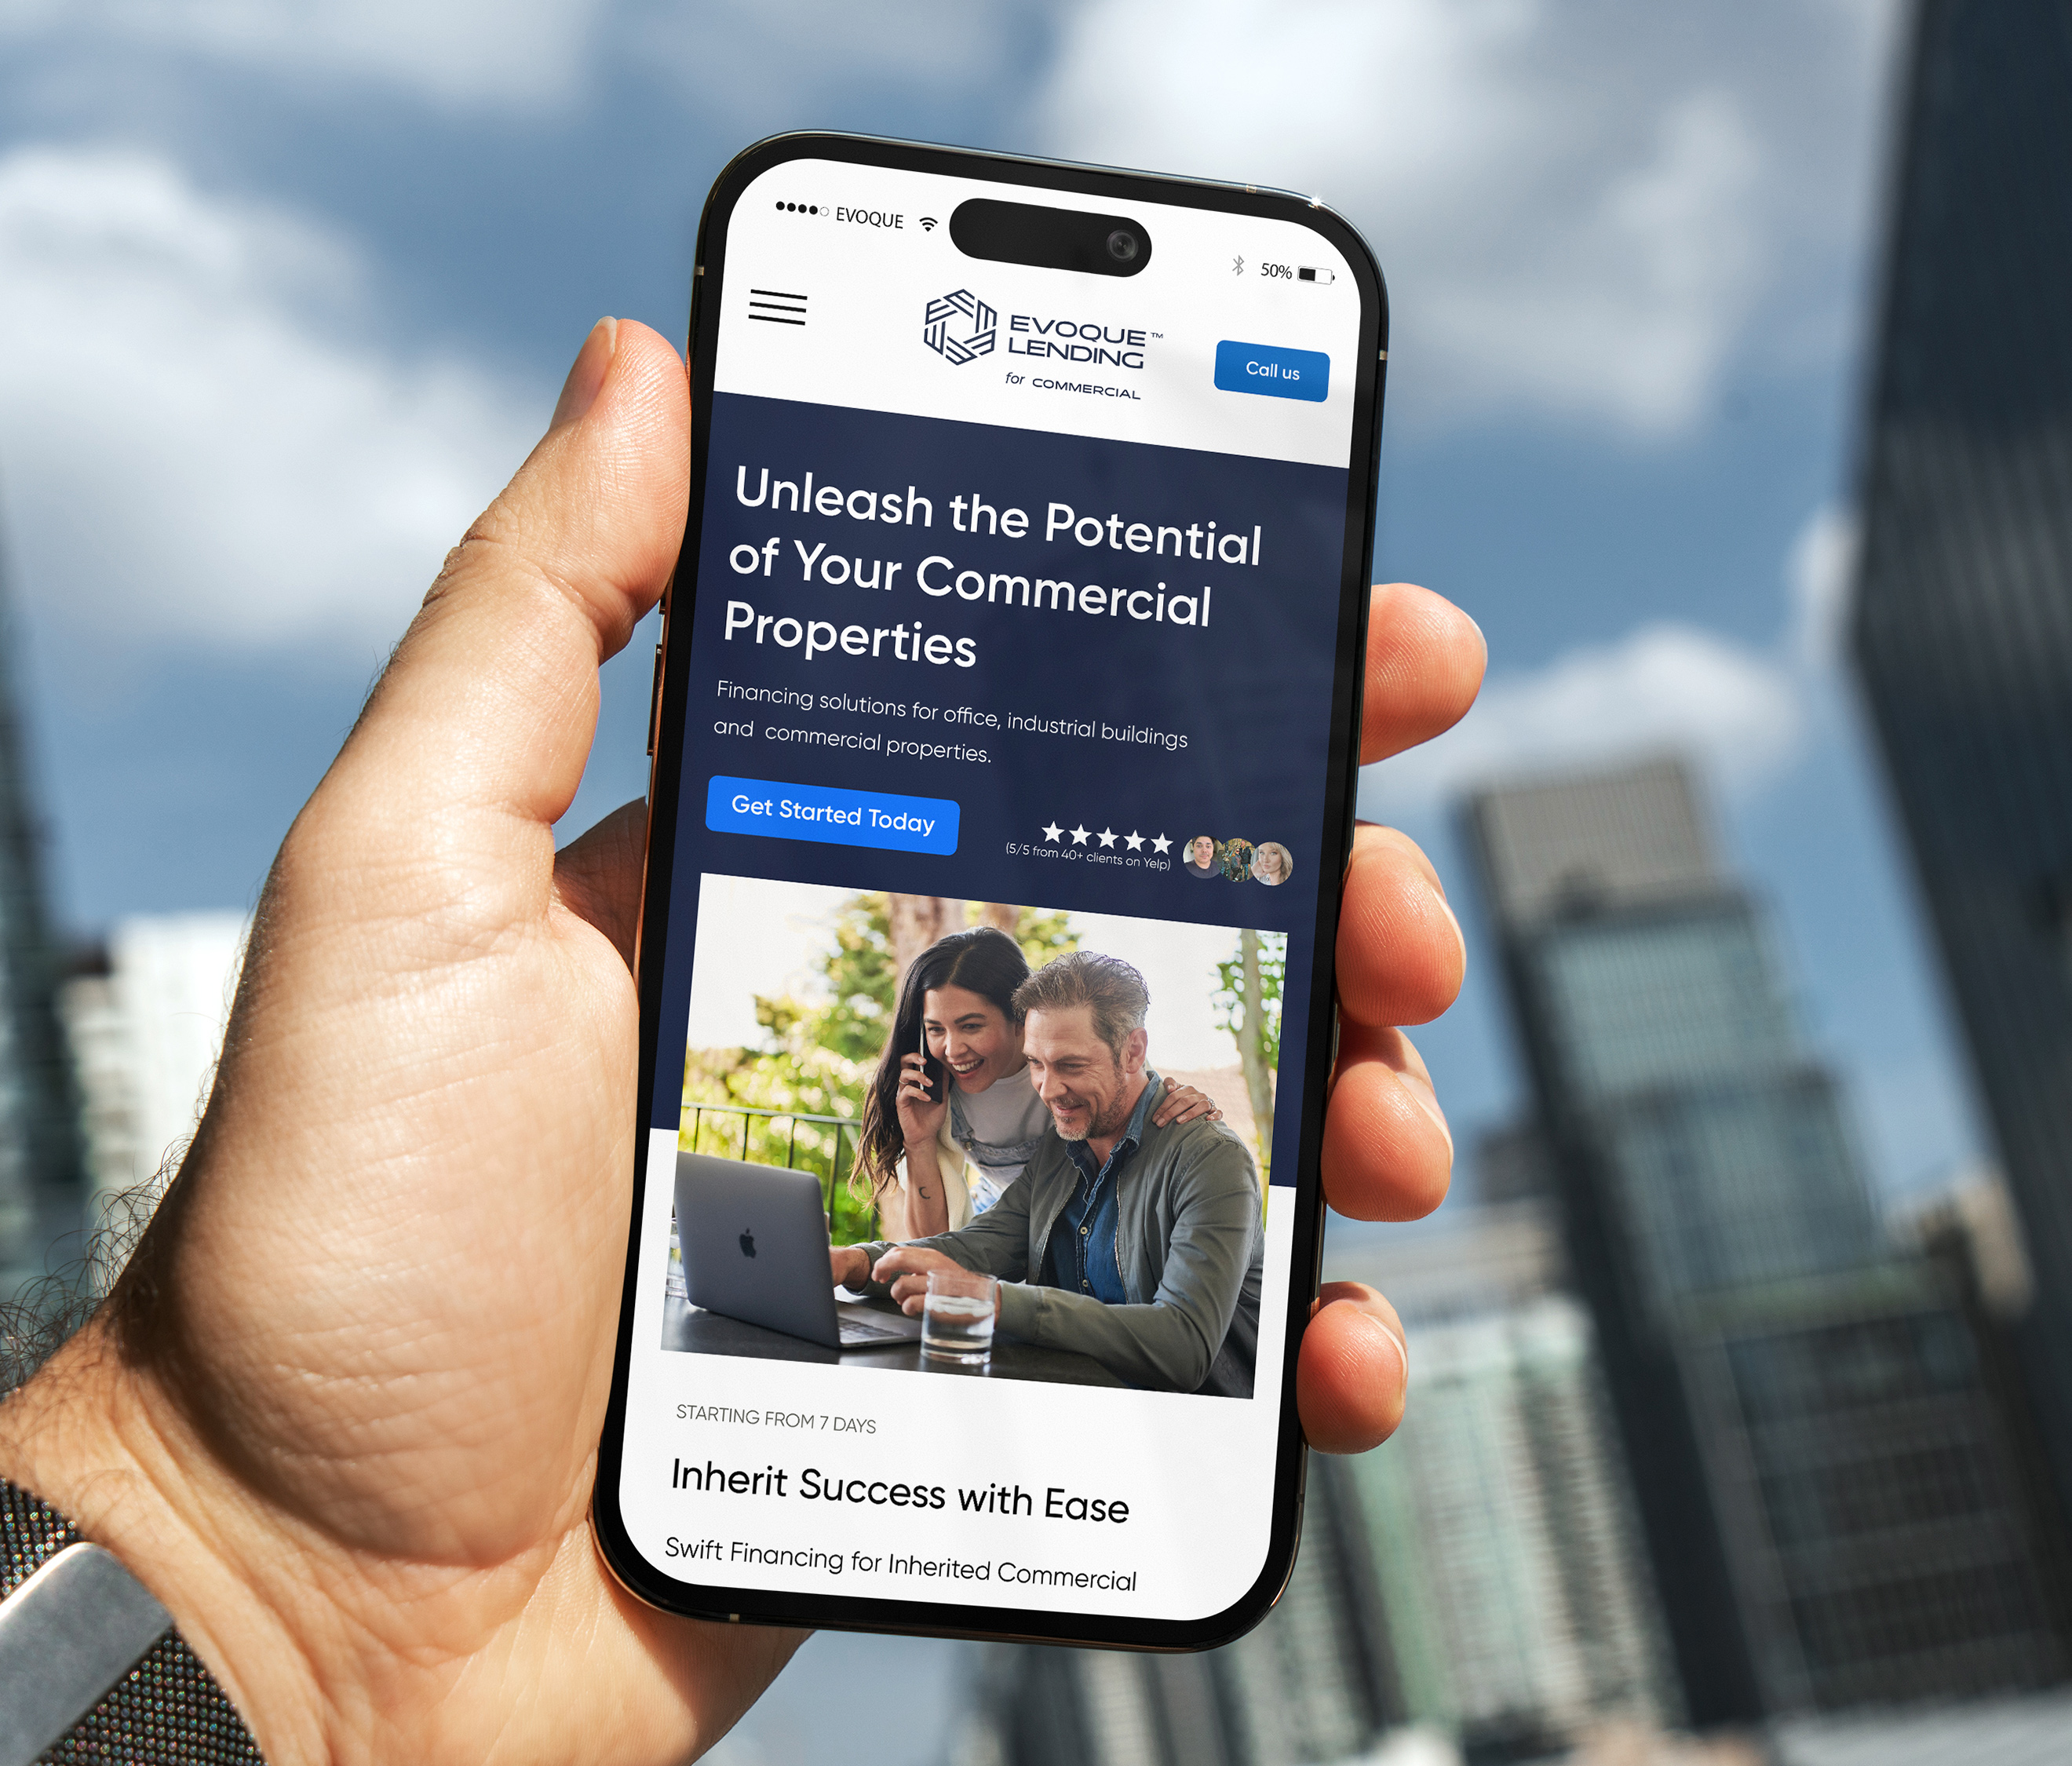 EVOQUE
50%
EVOQUE ™
LENDING
for COMMERCIAL
Call us
Unleash the Potential
of Your Commercial
Properties
Financing solutions for office, industrial buildings
and commercial properties.
Get Started Today
(5/5 from 40+ clients on Yelp)
STARTING FROM 7 DAYS
Inherit Success with Ease
Swift Financing for Inherited Commercial